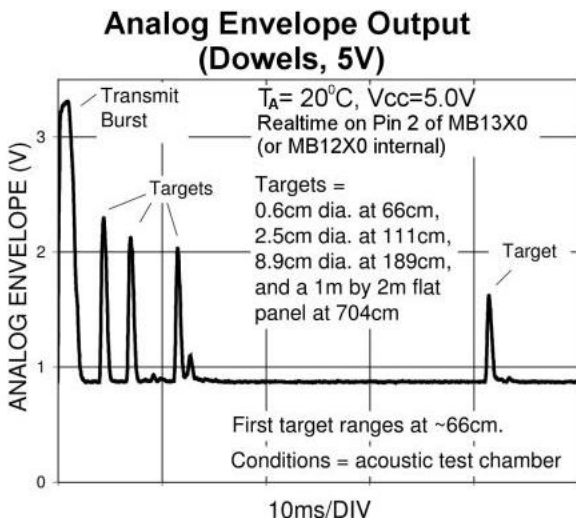 Analog Envelope Output
(Dowels, 5V)
Transmit
Burst
TA= 20⁰C, Vcc=5.0V
Realtime on Pin 2 of MB13X0
(or MB12X0 internal)
Targets
Targets =
0.6cm dia. at 66cm,
2.5cm dia. at 111cm,
8.9cm dia. at 189cm,
and a 1m by 2m flat
panel at 704cm
Target
ANALOG ENVELOPE (V)
3
2
1
0
First target ranges at ~66cm.
Conditions = acoustic test chamber
10ms/DIV